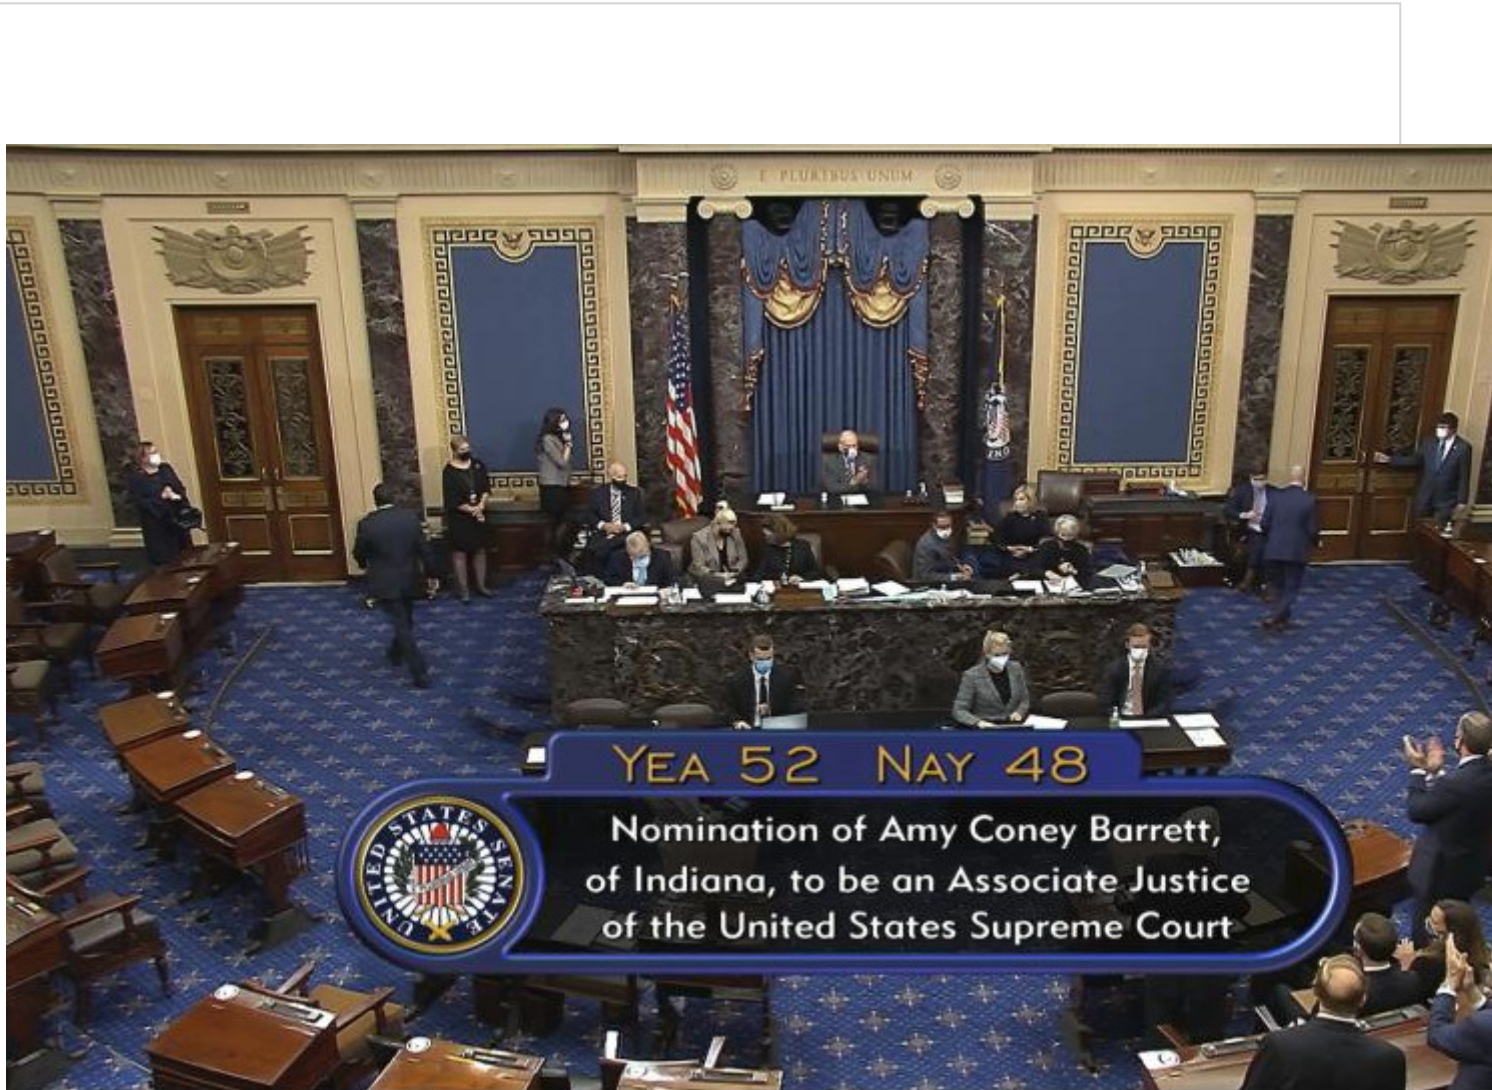 E PLURIBUS UNUM
YEA 52 NAY 48
UNITED STATES SENATE
Nomination of Amy Coney Barrett,
of Indiana, to be an Associate Justice
of the United States Supreme Court